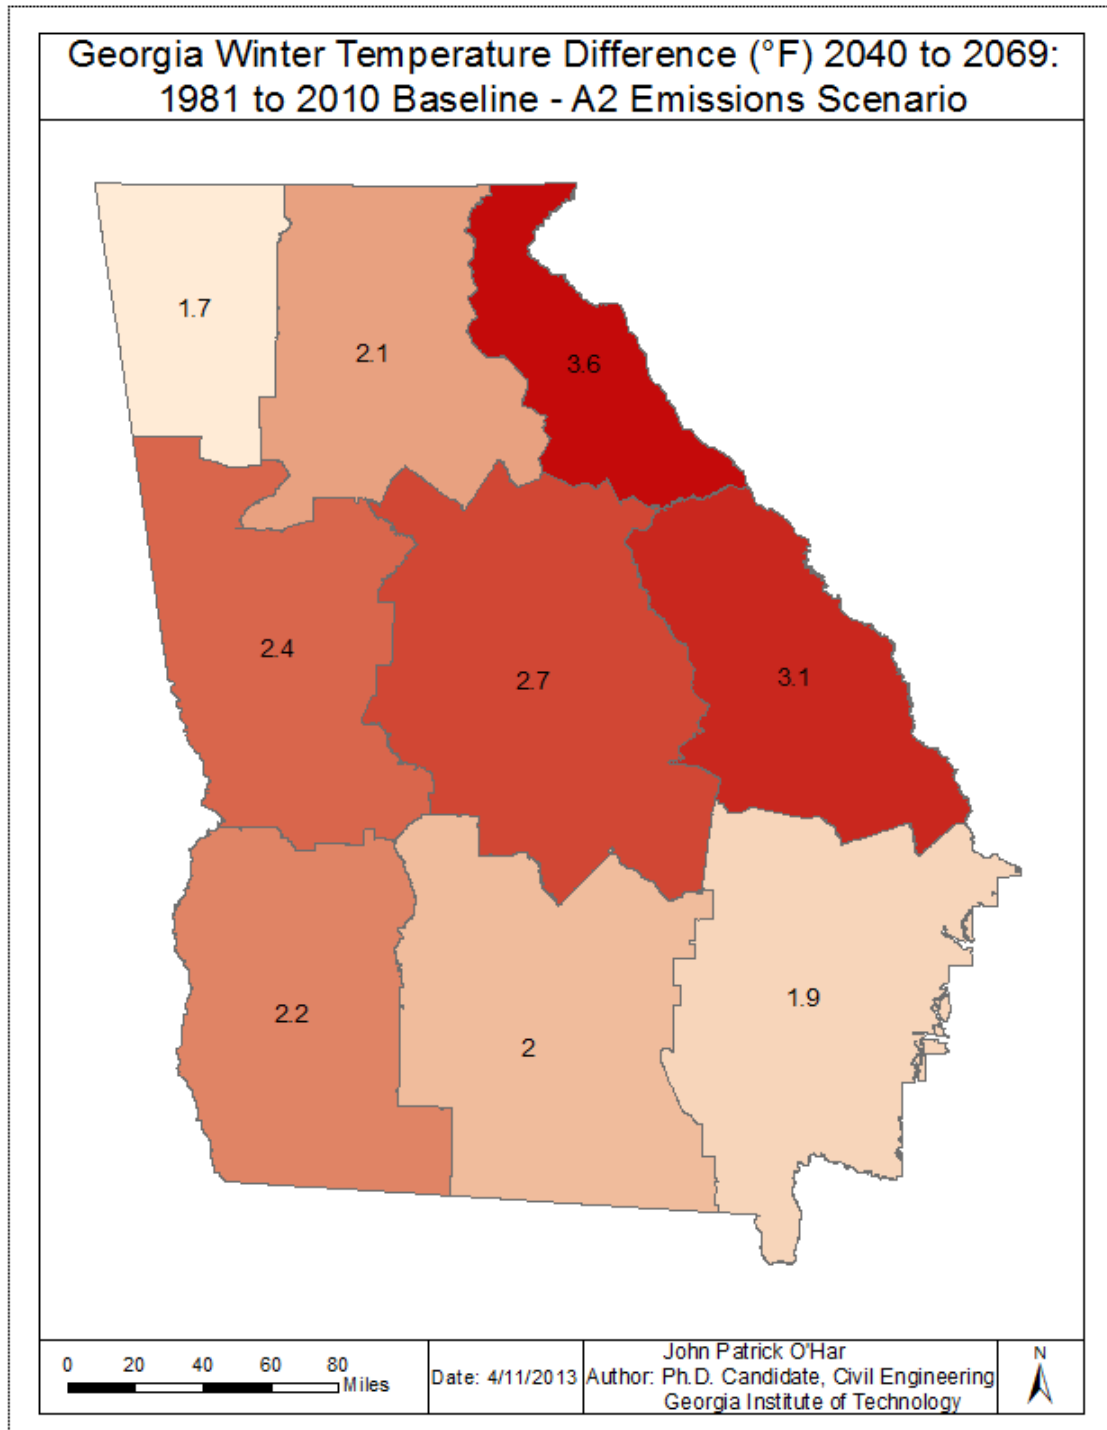 Georgia Winter Temperature Difference (°F) 2040 to 2069:
1981 to 2010 Baseline - A2 Emissions Scenario
1.7
2.1
3.6
2.4
2.7
3.1
2.2
2
1.9
0 20 40 60 80
Miles
Date: 4/11/2013
John Patrick O'Har
Author: Ph.D. Candidate, Civil Engineering
Georgia Institute of Technology
N